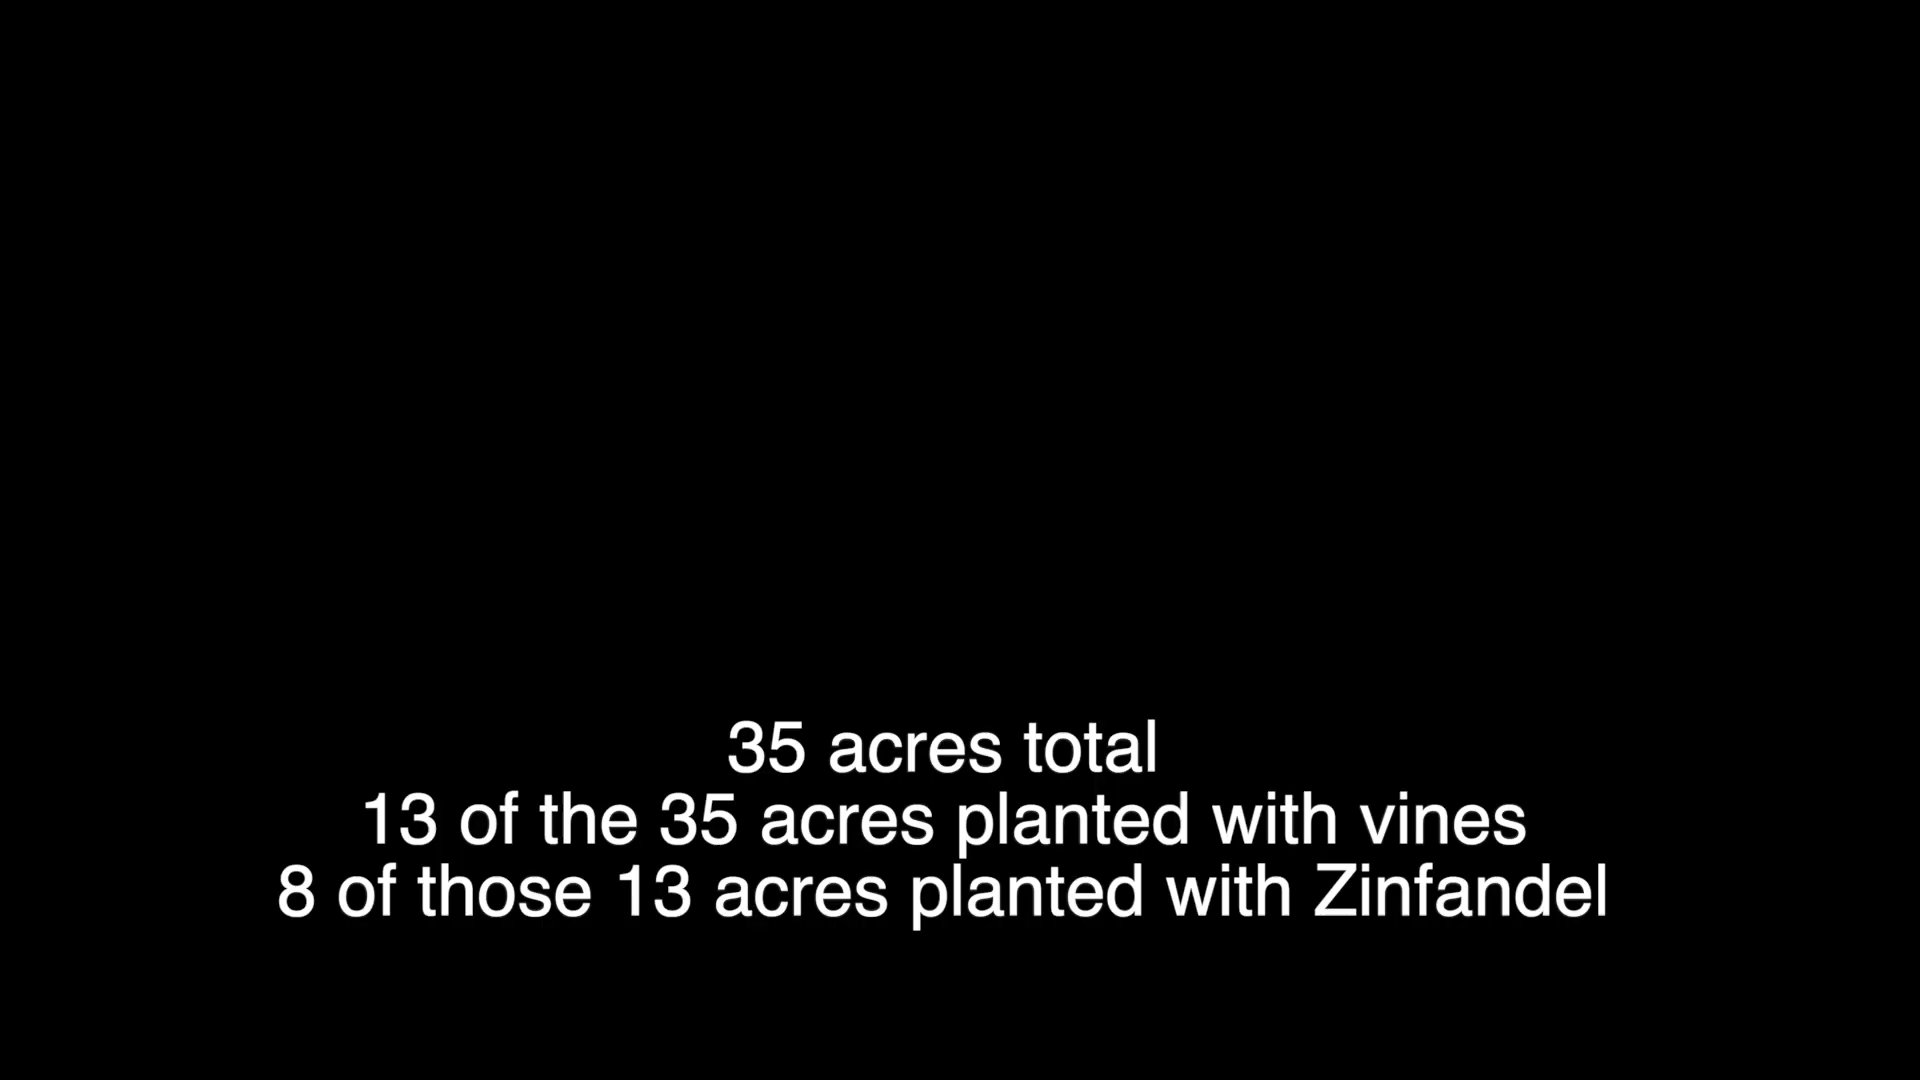 35 acres total
13 of the 35 acres planted with vines
8 of those 13 acres planted with Zinfandel